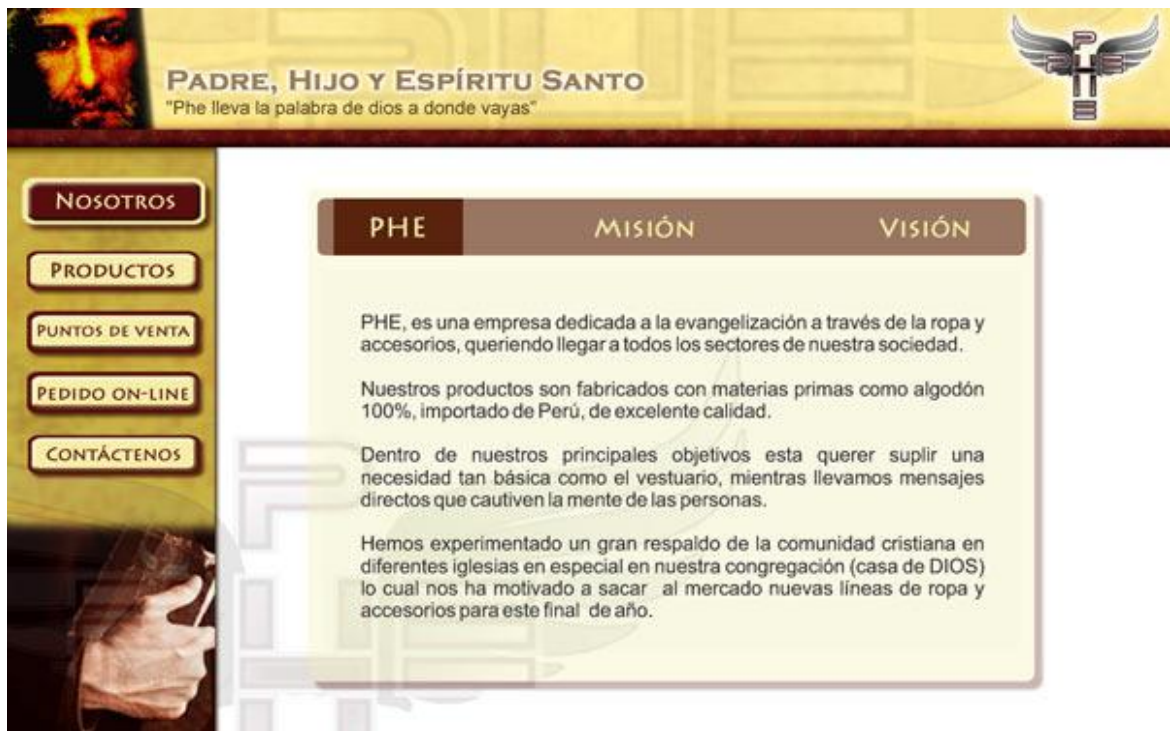 PADRE, HIJO Y ESPÍRITU SANTO
"Phe lleva la palabra de dios a donde vayas"
PHE
PHE
NOSOTROS
PRODUCTOS
PUNTOS DE VENTA
PEDIDO ON-LINE
CONTÁCTENOS
PHE MISIÓN VISIÓN
PHE, es una empresa dedicada a la evangelización a través de la ropa y
accesorios, queriendo llegar a todos los sectores de nuestra sociedad.
Nuestros productos son fabricados con materias primas como algodón
100%, importado de Perú, de excelente calidad.
Dentro de nuestros principales objetivos esta querer suplir una
necesidad tan básica como el vestuario, mientras llevamos mensajes
directos que cautiven la mente de las personas.
Hemos experimentado un gran respaldo de la comunidad cristiana en
diferentes iglesias en especial en nuestra congregación (casa de DIOS)
lo cual nos ha motivado a sacar al mercado nuevas líneas de ropa y
accesorios para este final de año.